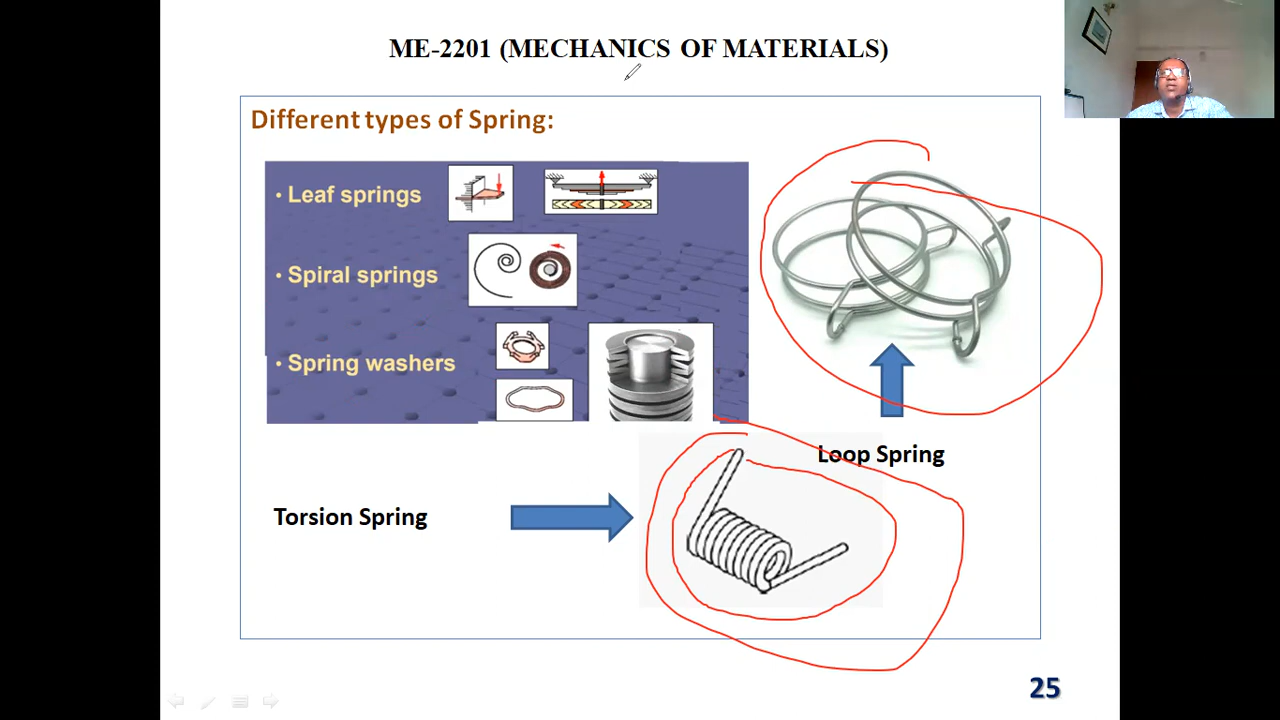 ME-2201 (MECHANICS OF MATERIALS)
Different types of Spring:
• Leaf springs
• Spiral springs
• Spring washers
Loop Spring
Torsion Spring
25